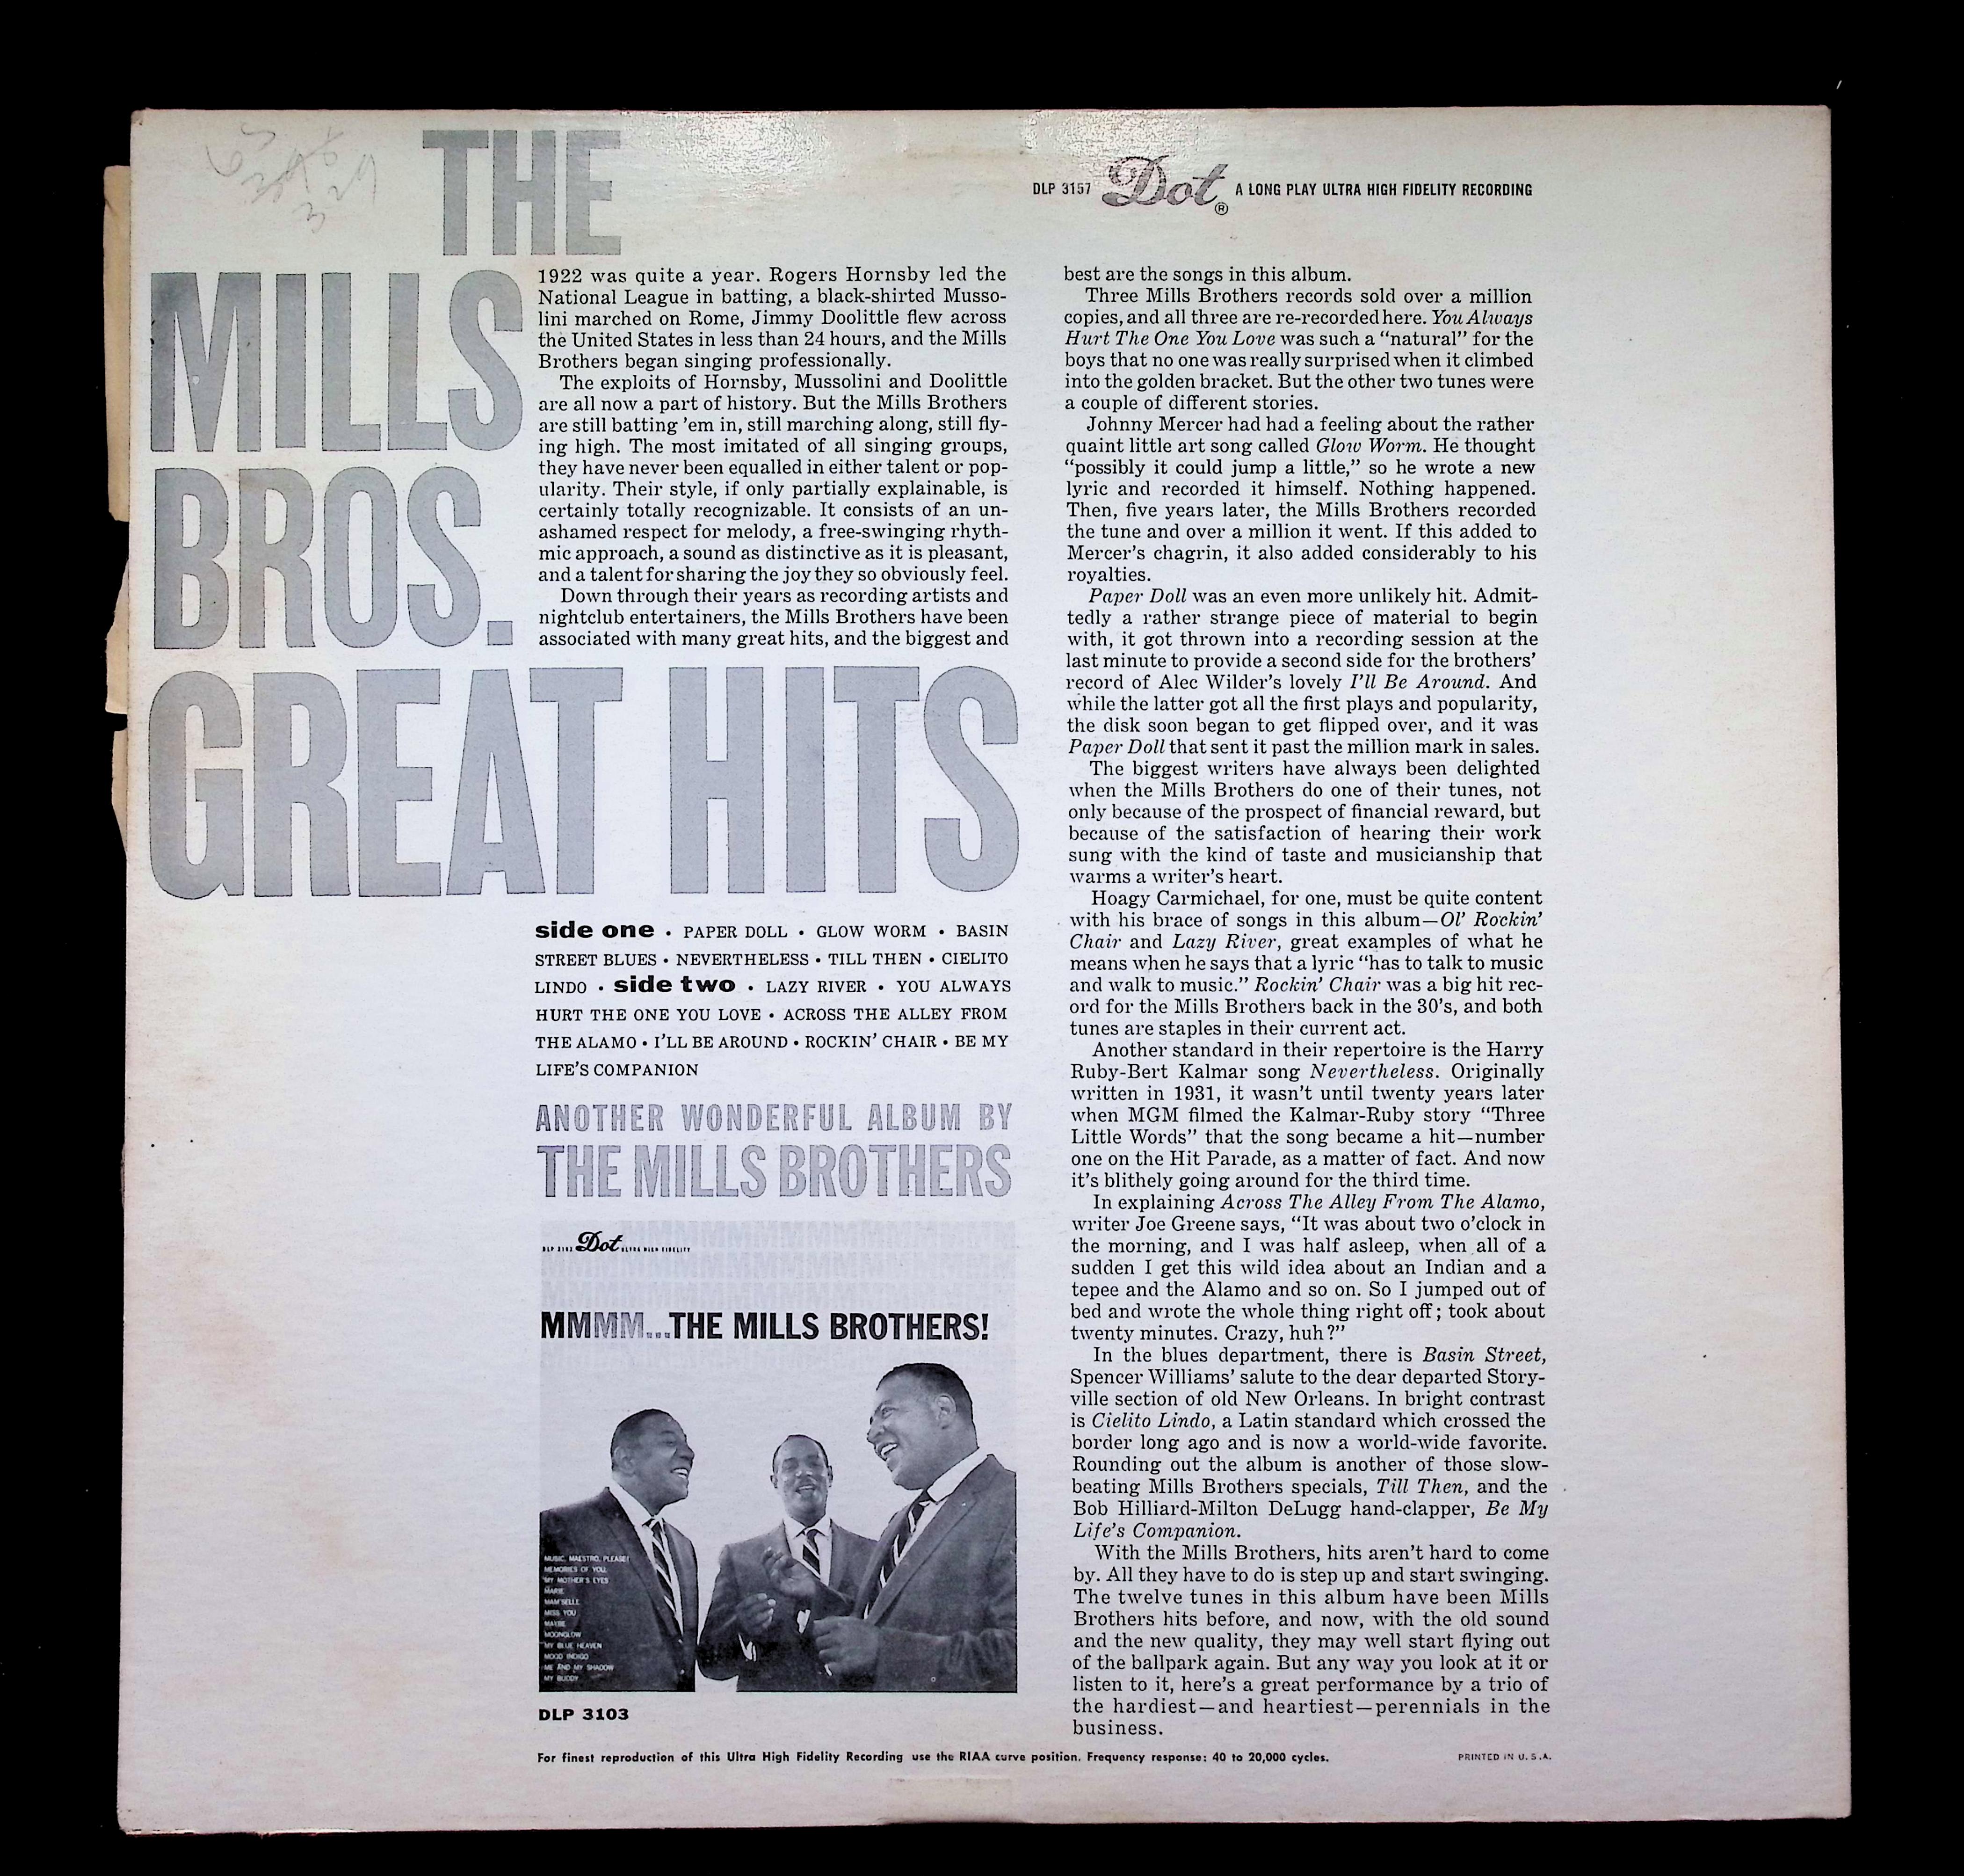 THE
MILLS
BROS.
GREAT HITS
DLP 3157 Dot ® A LONG PLAY ULTRA HIGH FIDELITY RECORDING
1922 was quite a year. Rogers Hornsby led the
National League in batting, a black-shirted Musso-
lini marched on Rome, Jimmy Doolittle flew across
the United States in less than 24 hours, and the Mills
Brothers began singing professionally.
The exploits of Hornsby, Mussolini and Doolittle
are all now a part of history. But the Mills Brothers
are still batting 'em in, still marching along, still fly-
ing high. The most imitated of all singing groups,
they have never been equalled in either talent or pop-
ularity. Their style, if only partially explainable, is
certainly totally recognizable. It consists of an un-
ashamed respect for melody, a free-swinging rhyth-
mic approach, a sound as distinctive as it is pleasant,
and a talent for sharing the joy they so obviously feel.
Down through their years as recording artists and
nightclub entertainers, the Mills Brothers have been
associated with many great hits, and the biggest and
best are the songs in this album.
Three Mills Brothers records sold over a million
copies, and all three are re-recorded here. You Always
Hurt The One You Love was such a “natural” for the
boys that no one was really surprised when it climbed
into the golden bracket. But the other two tunes were
a couple of different stories.
Johnny Mercer had had a feeling about the rather
quaint little art song called Glow Worm. He thought
“possibly it could jump a little,” so he wrote a new
lyric and recorded it himself. Nothing happened.
Then, five years later, the Mills Brothers recorded
the tune and over a million it went. If this added to
Mercer's chagrin, it also added considerably to his
royalties.
Paper Doll was an even more unlikely hit. Admit-
tedly a rather strange piece of material to begin
with, it got thrown into a recording session at the
last minute to provide a second side for the brothers'
record of Alec Wilder's lovely I'll Be Around. And
while the latter got all the first plays and popularity,
the disk soon began to get flipped over, and it was
Paper Doll that sent it past the million mark in sales.
The biggest writers have always been delighted
when the Mills Brothers do one of their tunes, not
only because of the prospect of financial reward, but
because of the satisfaction of hearing their work
sung with the kind of taste and musicianship that
warms a writer's heart.
Hoagy Carmichael, for one, must be quite content
with his brace of songs in this album—Ol' Rockin'
Chair and Lazy River, great examples of what he
means when he says that a lyric “has to talk to music
and walk to music.” Rockin' Chair was a big hit rec-
ord for the Mills Brothers back in the 30's, and both
tunes are staples in their current act.
Another standard in their repertoire is the Harry
Ruby-Bert Kalmar song Nevertheless. Originally
written in 1931, it wasn't until twenty years later
when MGM filmed the Kalmar-Ruby story “Three
Little Words” that the song became a hit—number
one on the Hit Parade, as a matter of fact. And now
it's blithely going around for the third time.
In explaining Across The Alley From The Alamo,
writer Joe Greene says, “It was about two o'clock in
the morning, and I was half asleep, when all of a
sudden I get this wild idea about an Indian and a
tepee and the Alamo and so on. So I jumped out of
bed and wrote the whole thing right off; took about
twenty minutes. Crazy, huh?”
In the blues department, there is Basin Street,
Spencer Williams' salute to the dear departed Story-
ville section of old New Orleans. In bright contrast
is Cielito Lindo, a Latin standard which crossed the
border long ago and is now a world-wide favorite.
Rounding out the album is another of those slow-
beating Mills Brothers specials, Till Then, and the
Bob Hilliard-Milton DeLugg hand-clapper, Be My
Life's Companion.
With the Mills Brothers, hits aren't hard to come
by. All they have to do is step up and start swinging.
The twelve tunes in this album have been Mills
Brothers hits before, and now, with the old sound
and the new quality, they may well start flying out
of the ballpark again. But any way you look at it or
listen to it, here's a great performance by a trio of
the hardiest—and heartiest—perennials in the
business.
side one • PAPER DOLL • GLOW WORM • BASIN
STREET BLUES • NEVERTHELESS • TILL THEN • CIELITO
LINDO • side two • LAZY RIVER • YOU ALWAYS
HURT THE ONE YOU LOVE • ACROSS THE ALLEY FROM
THE ALAMO • I'LL BE AROUND • ROCKIN' CHAIR • BE MY
LIFE'S COMPANION
ANOTHER WONDERFUL ALBUM BY
THE MILLS BROTHERS
DLP 3103 Dot ULTRA HIGH FIDELITY
MMMM...THE MILLS BROTHERS!
MUSIC, MAESTRO, PLEASE!
MEMORIES OF YOU
MY MOTHER'S EYES
MARIE
MAM'SELLE
MISS YOU
MAYBE
MOONGLOW
MY BLUE HEAVEN
MOOD INDIGO
ME AND MY SHADOW
MY BUDDY
DLP 3103
For finest reproduction of this Ultra High Fidelity Recording use the RIAA curve position. Frequency response: 40 to 20,000 cycles.
PRINTED IN U.S.A.